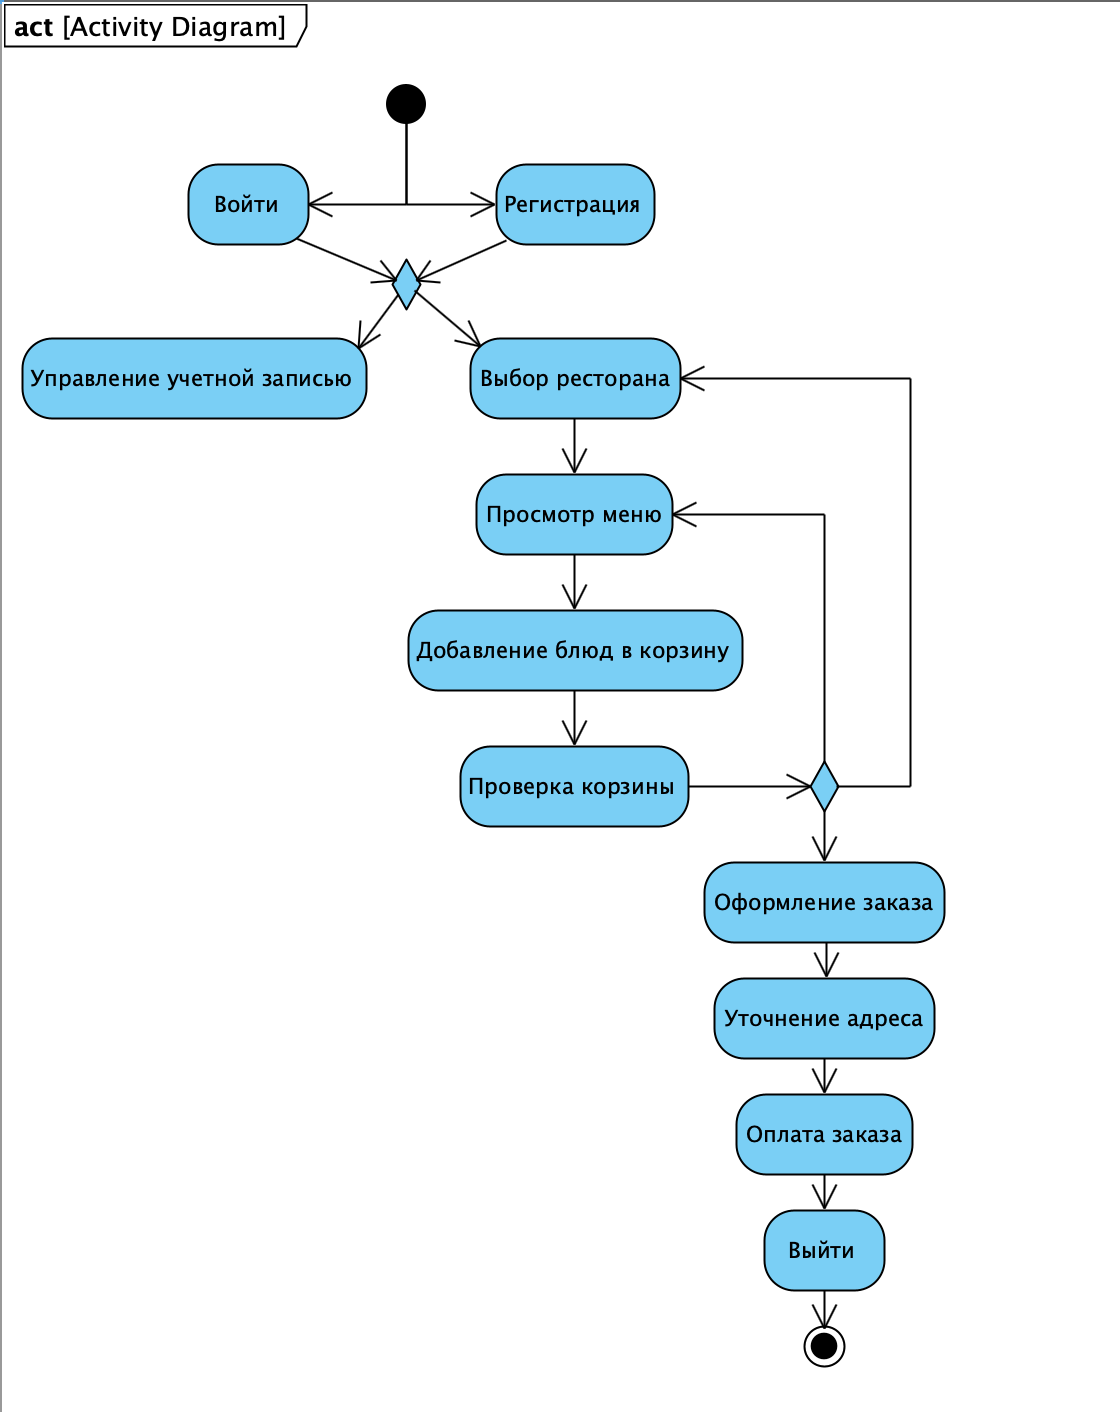 act [Activity Diagram]
Войти
Регистрация
Управление учетной записью
Выбор ресторана
Просмотр меню
Добавление блюд в корзину
Проверка корзины
Оформление заказа
Уточнение адреса
Оплата заказа
Выйти